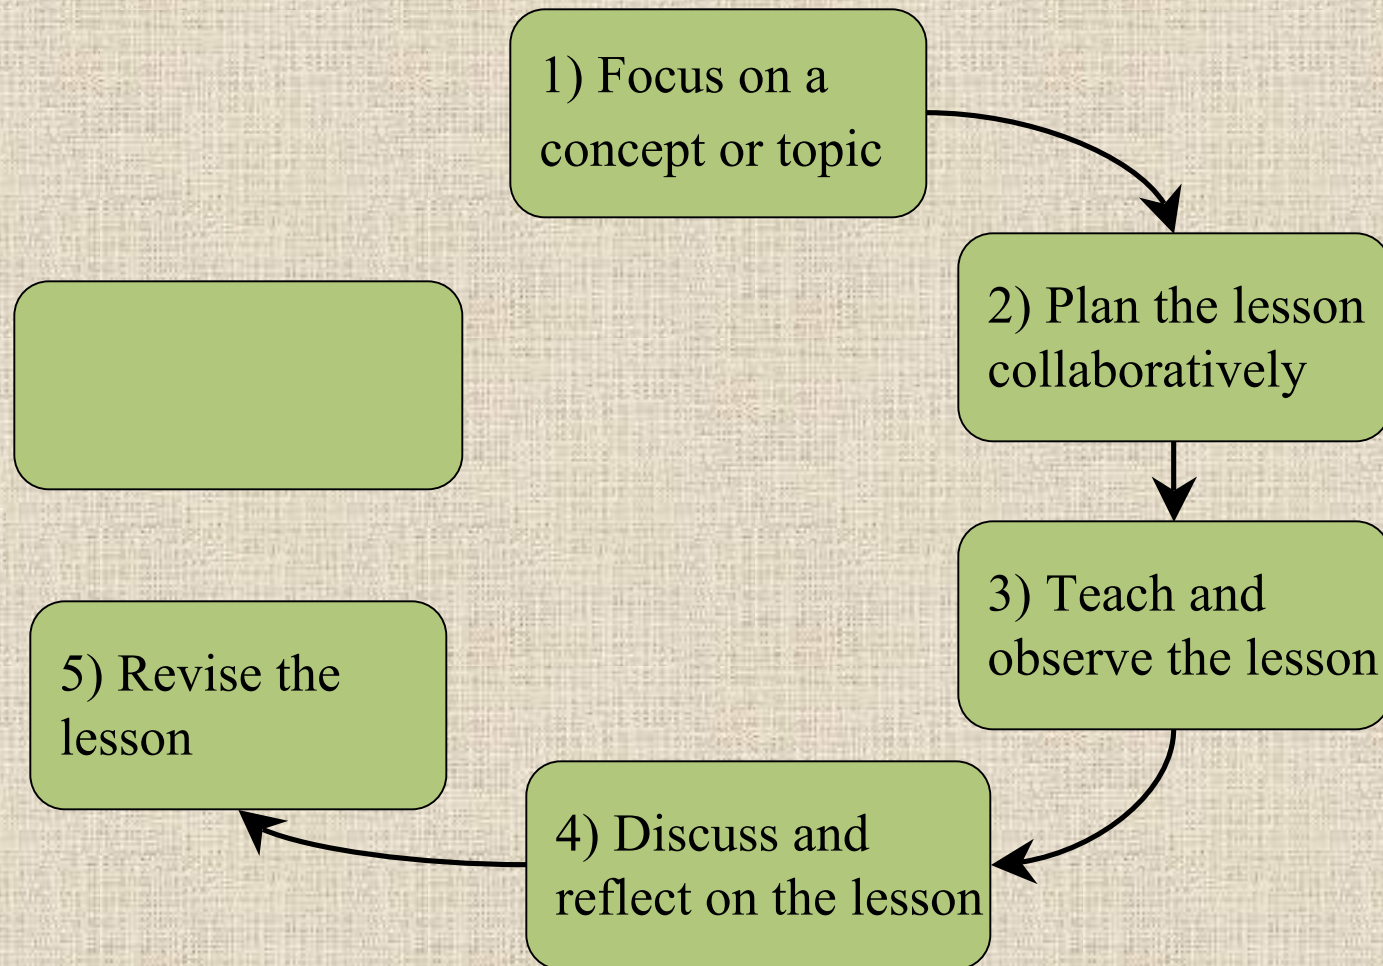 1) Focus on a
concept or topic
2) Plan the lesson
collaboratively
3) Teach and
observe the lesson
4) Discuss and
reflect on the lesson
5) Revise the
lesson